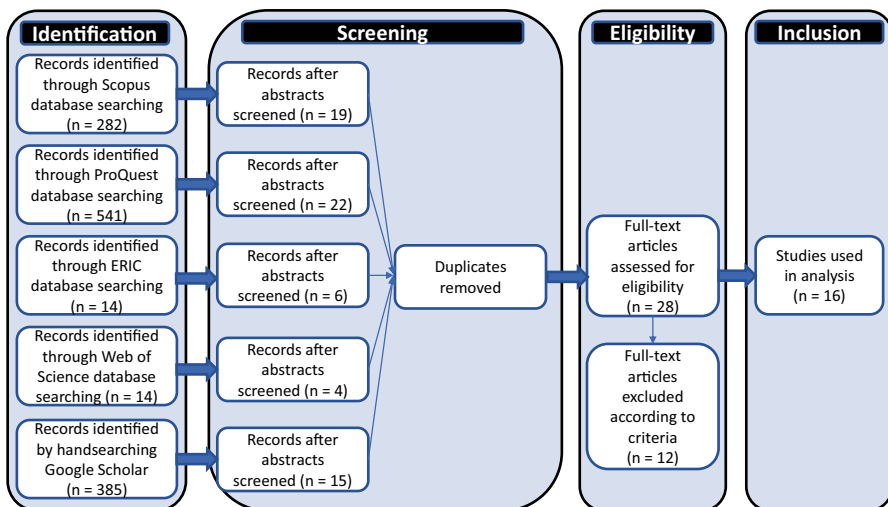 Identification
Records identified
through Scopus
database searching
(n = 282)
Records identified
through ProQuest
database searching
(n = 541)
Records identified
through ERIC
database searching
(n = 14)
Records identified
through Web of
Science database
searching (n = 14)
Records identified
by handsearching
Google Scholar
(n = 385)
Screening
Records after
abstracts
screened (n = 19)
Records after
abstracts
screened (n = 22)
Records after
abstracts
screened (n = 6)
Records after
abstracts
screened (n = 4)
Records after
abstracts
screened (n = 15)
Duplicates
removed
Eligibility
Full-text
articles
assessed for
eligibility
(n = 28)
Full-text
articles
excluded
according to
criteria
(n = 12)
Inclusion
Studies used
in analysis
(n = 16)